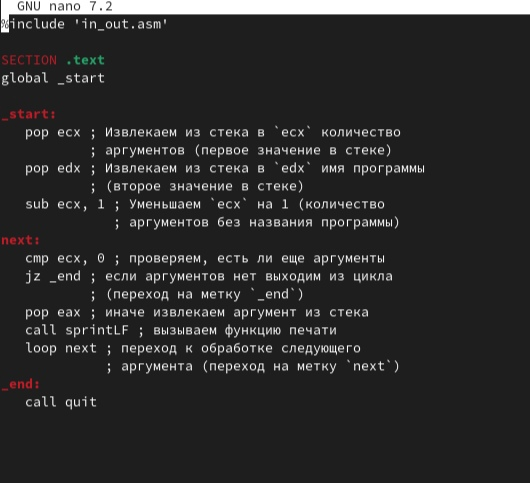 GNU nano 7.2
%include 'in_out.asm'
SECTION .text
global _start
_start:
pop ecx ; Извлекаем из стека в `ecx` количество
; аргументов (первое значение в стеке)
pop edx ; Извлекаем из стека в `edx` имя программы
; (второе значение в стеке)
sub ecx, 1 ; Уменьшаем `ecx` на 1 (количество
; аргументов без названия программы)
next:
cmp ecx, 0 ; проверяем, есть ли еще аргументы
jz _end ; если аргументов нет выходим из цикла
; (переход на метку `_end`)
pop eax ; иначе извлекаем аргумент из стека
call sprintLF ; вызываем функцию печати
loop next ; переход к обработке следующего
; аргумента (переход на метку `next`)
_end:
call quit